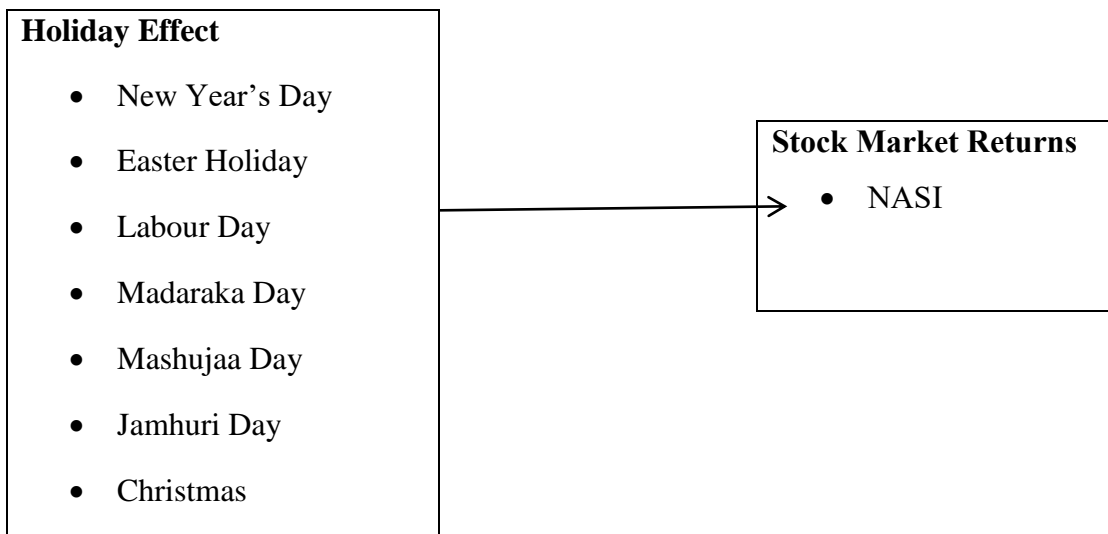 Holiday Effect
• New Year’s Day
• Easter Holiday
• Labour Day
• Madaraka Day
• Mashujaa Day
• Jamhuri Day
• Christmas
Stock Market Returns
• NASI